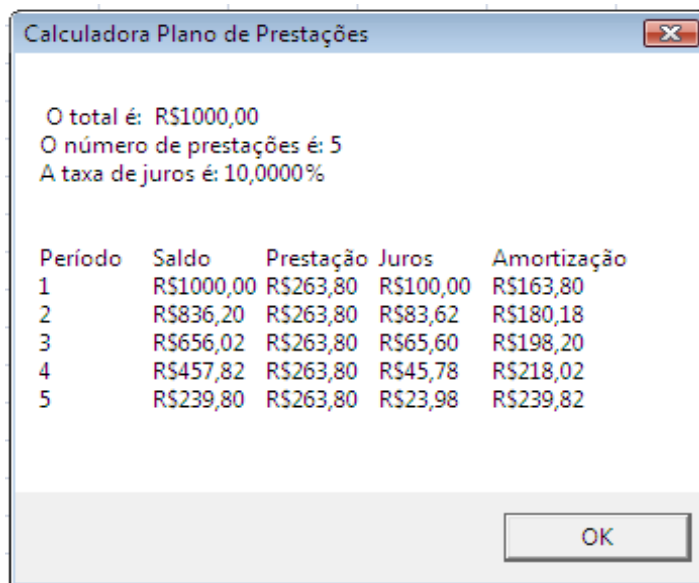 Calculadora Plano de Prestações
O total é: R$1000,00
O número de prestações é: 5
A taxa de juros é: 10,0000%
Período Saldo Prestação Juros Amortização
1 R$1000,00 R$263,80 R$100,00 R$163,80
2 R$836,20 R$263,80 R$83,62 R$180,18
3 R$656,02 R$263,80 R$65,60 R$198,20
4 R$457,82 R$263,80 R$45,78 R$218,02
5 R$239,80 R$263,80 R$23,98 R$239,82
OK